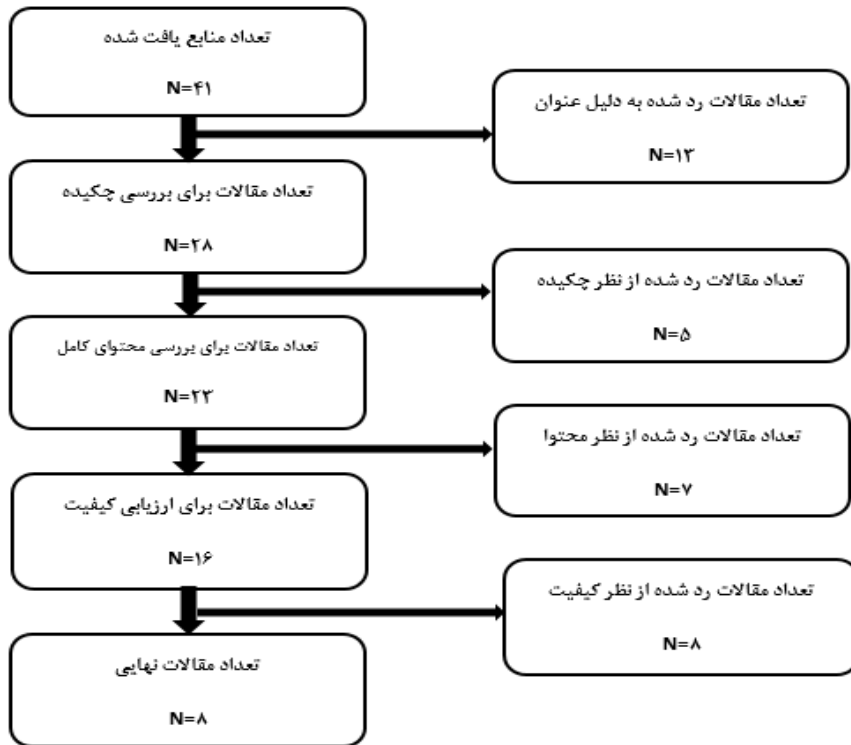 تعداد منابع یافت شده
N=۴۱
تعداد مقالات رد شده به دلیل عنوان
N=۱۳
تعداد مقالات برای بررسی چکیده
N=۲۸
تعداد مقالات رد شده از نظر چکیده
N=۵
تعداد مقالات برای بررسی محتوای کامل
N=۲۳
تعداد مقالات رد شده از نظر محتوا
N=۷
تعداد مقالات برای ارزیابی کیفیت
N=۱۶
تعداد مقالات رد شده از نظر کیفیت
N=۸
تعداد مقالات نهایی
N=۸